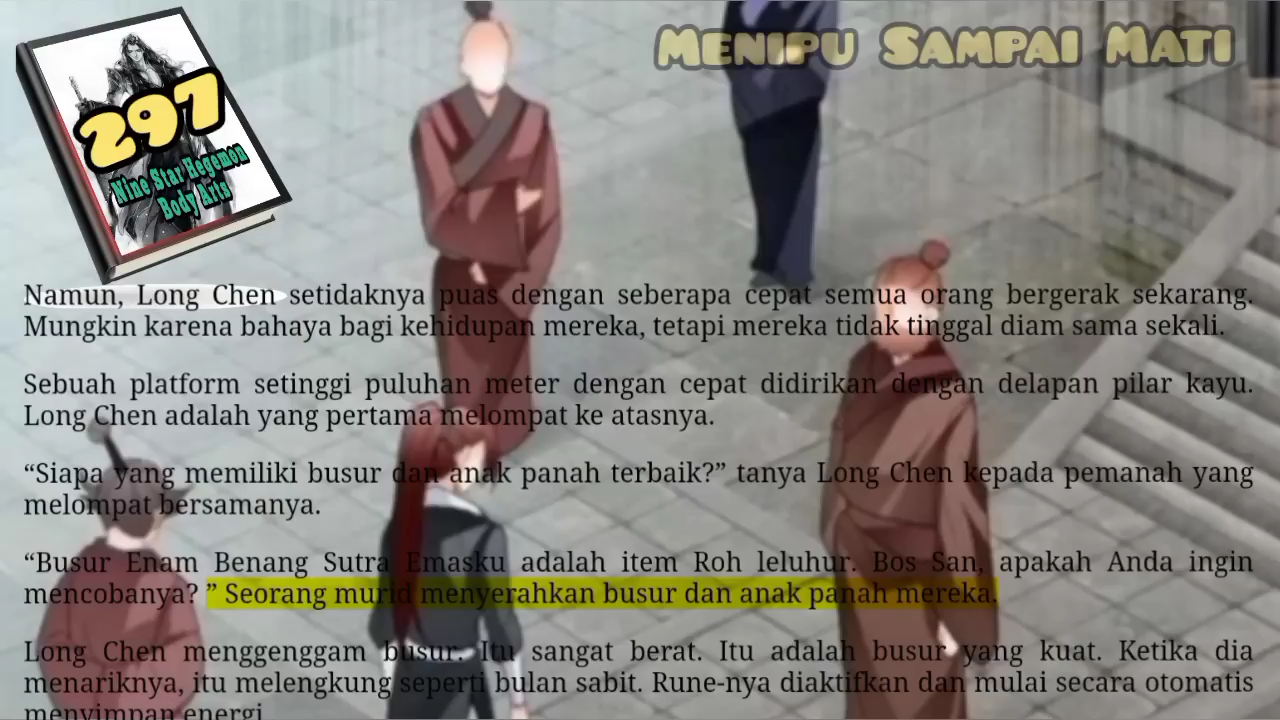 Menipu Sampai Mati
297
Nine Star Hegemon
Body Arts
Namun, Long Chen setidaknya puas dengan seberapa cepat semua orang bergerak sekarang.
Mungkin karena bahaya bagi kehidupan mereka, tetapi mereka tidak tinggal diam sama sekali.
Sebuah platform setinggi puluhan meter dengan cepat didirikan dengan delapan pilar kayu.
Long Chen adalah yang pertama melompat ke atasnya.
“Siapa yang memiliki busur dan anak panah terbaik?” tanya Long Chen kepada pemanah yang
melompat bersamanya.
“Busur Enam Benang Sutra Emasku adalah item Roh leluhur. Bos San, apakah Anda ingin
mencobanya? ” Seorang murid menyerahkan busur dan anak panah mereka.
Long Chen menggenggam busur. Itu sangat berat. Itu adalah busur yang kuat. Ketika dia
menariknya, itu melengkung seperti bulan sabit. Rune-nya diaktifkan dan mulai secara otomatis
menyimpan energi